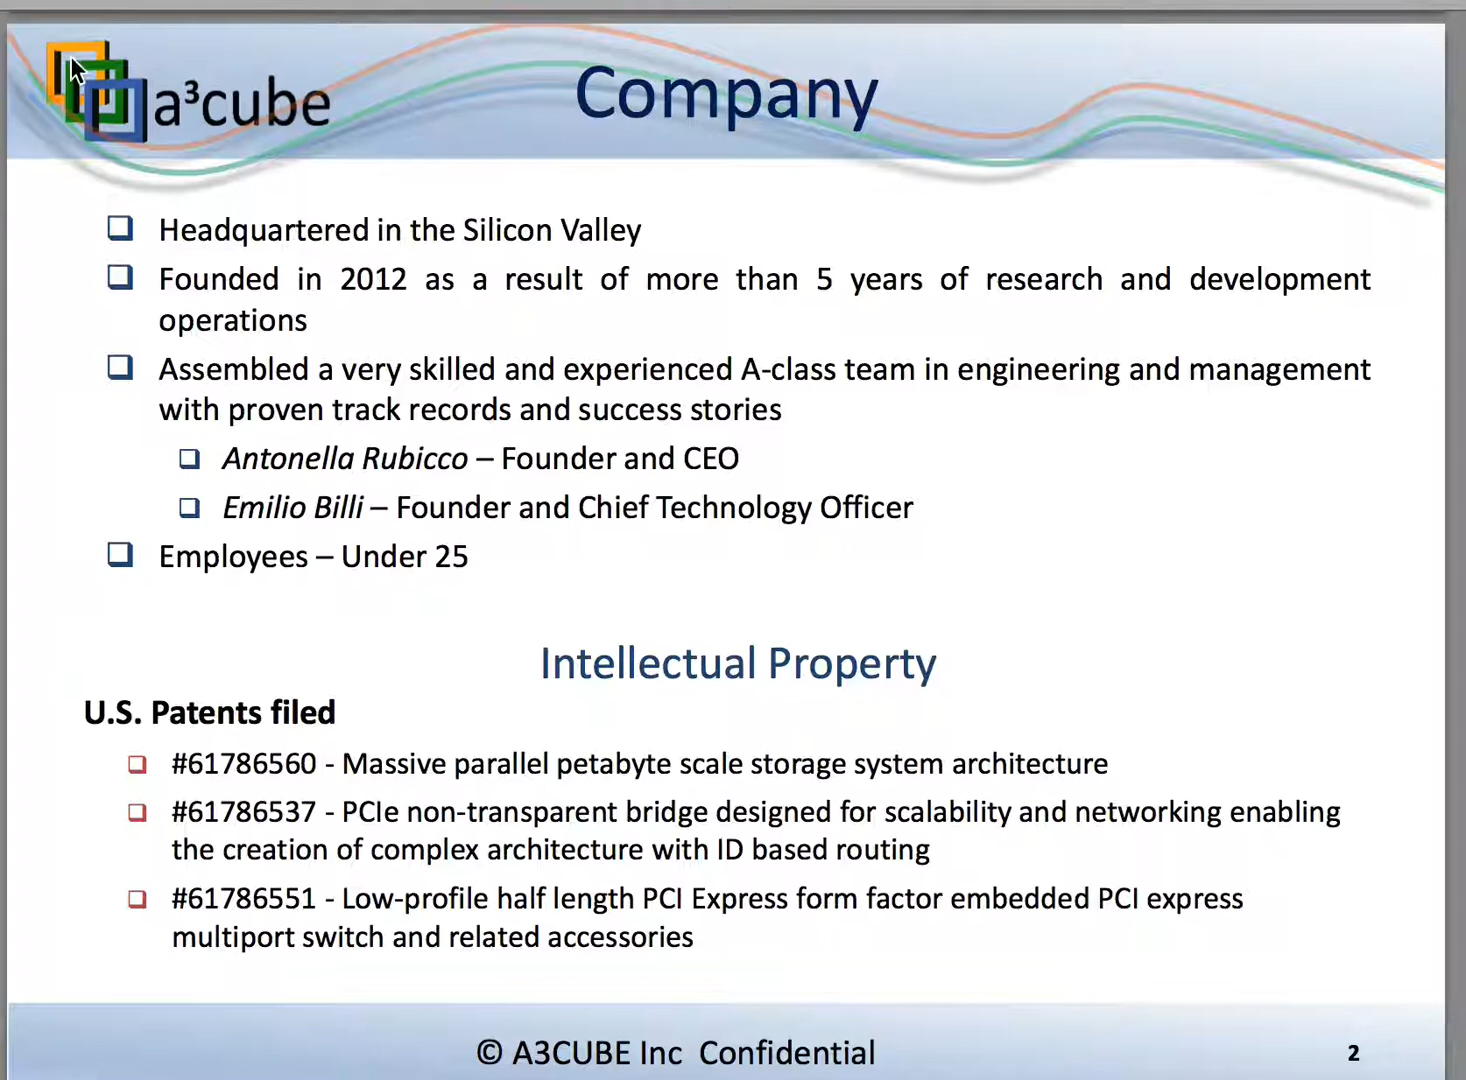 a³cube
Company
Headquartered in the Silicon Valley
Founded in 2012 as a result of more than 5 years of research and development
operations
Assembled a very skilled and experienced A-class team in engineering and management
with proven track records and success stories
Antonella Rubicco – Founder and CEO
Emilio Billi – Founder and Chief Technology Officer
Employees – Under 25
Intellectual Property
U.S. Patents filed
#61786560 - Massive parallel petabyte scale storage system architecture
#61786537 - PCIe non-transparent bridge designed for scalability and networking enabling
the creation of complex architecture with ID based routing
#61786551 - Low-profile half length PCI Express form factor embedded PCI express
multiport switch and related accessories
© A3CUBE Inc Confidential
2